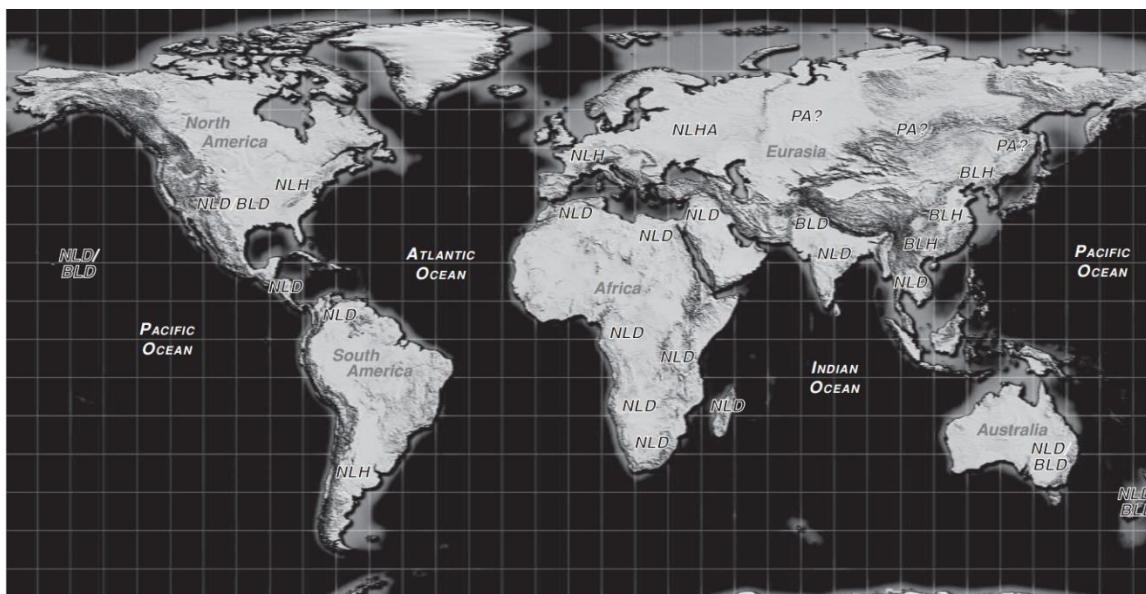 North
America
NLH
NLD BLD
NLD/
BLD
NLD
PACIFIC
OCEAN
NLD
South
America
NLH
ATLANTIC
OCEAN
NLHA
NLH
PA?
PA?
PA?
Eurasia
BLH
BLH
BLH
NLD
NLD
NLD
BLD
NLD
NLD
Africa
NLD
NLD
NLD
NLD
NLD
INDIAN
OCEAN
PACIFIC
OCEAN
Australia
NLD/
BLD
NLD
BLD